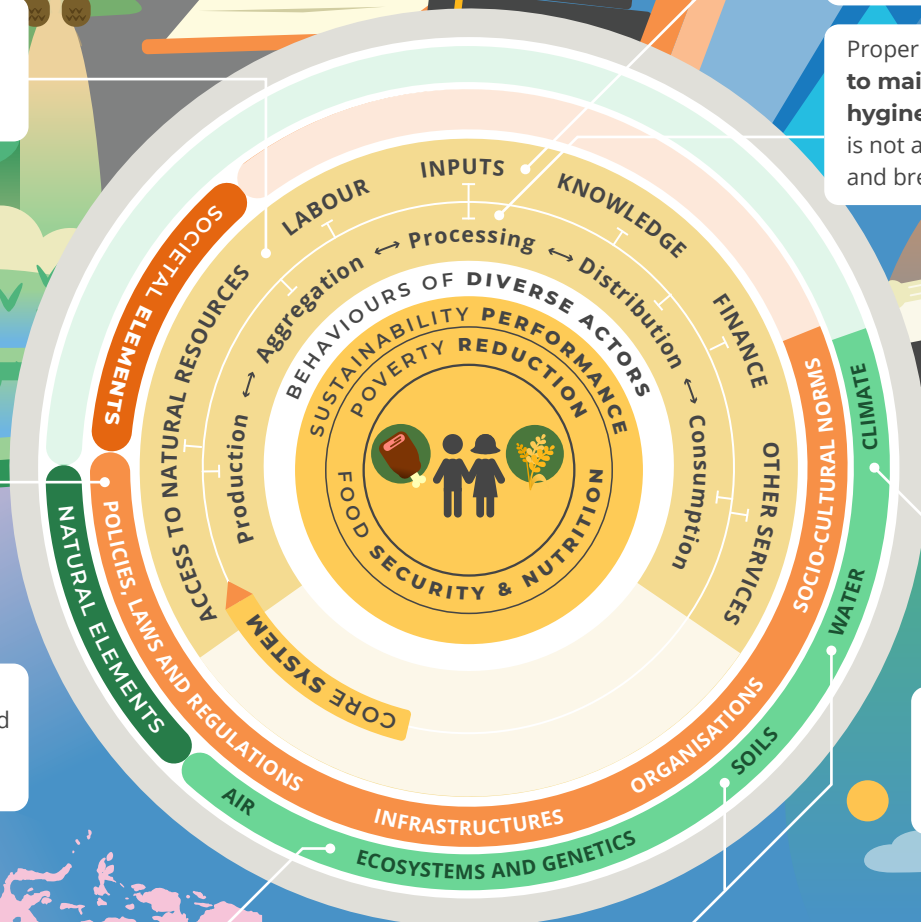 Proper
to mai
hygine
is not a
and bre
d
SOCIETAL ELEMENTS
NATURAL ELEMENTS
ACCESS TO NATURAL RESOURCES
LABOUR
INPUTS
KNOWLEDGE
FINANCE
OTHER SERVICES
Production
Aggregation
Processing
Distribution
Consumption
BEHAVIOURS OF DIVERSE ACTORS
SUSTAINABILITY PERFORMANCE
POVERTY REDUCTION
FOOD SECURITY & NUTRITION
CORE SYSTEM
POLICIES, LAWS AND REGULATIONS
INFRASTRUCTURES
ORGANISATIONS
SOCIO-CULTURAL NORMS
AIR
ECOSYSTEMS AND GENETICS
SOILS
WATER
CLIMATE